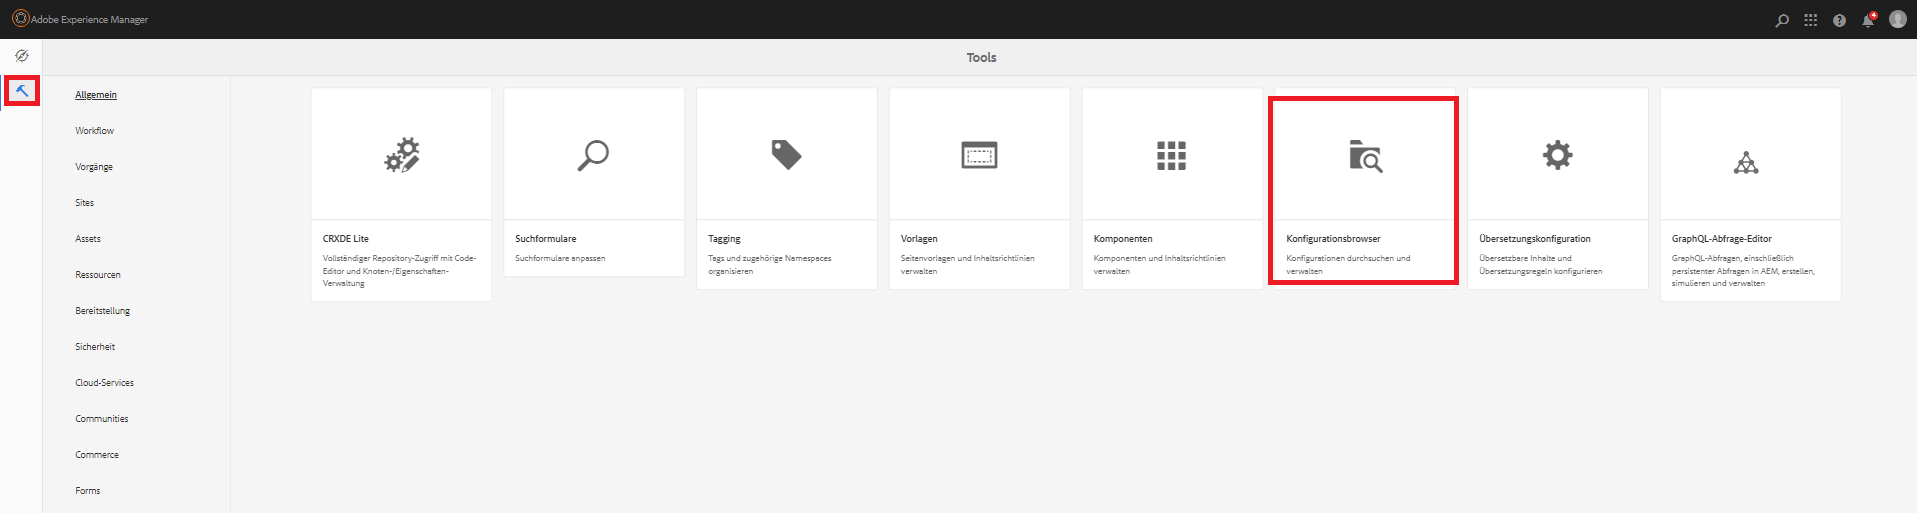 Adobe Experience Manager
4
Tools
Allgemein
Workflow
Vorgänge
Sites
Assets
Ressourcen
Bereitstellung
Sicherheit
Cloud-Services
Communities
Commerce
Forms
CRXDE Lite
Vollständiger Repository-Zugriff mit Code-
Editor und Knoten-/Eigenschaften-
Verwaltung
Suchformulare
Suchformulare anpassen
Tagging
Tags und zugehörige Namespaces
organisieren
Vorlagen
Seitenvorlagen und Inhaltsrichtlinien
verwalten
Komponenten
Komponenten und Inhaltsrichtlinien
verwalten
Konfigurationsbrowser
Konfigurationen durchsuchen und
verwalten
Übersetzungskonfiguration
Übersetzbare Inhalte und
Übersetzungsregeln konfigurieren
GraphQL-Abfrage-Editor
GraphQL-Abfragen, einschließlich
persistenter Abfragen in AEM, erstellen,
simulieren und verwalten